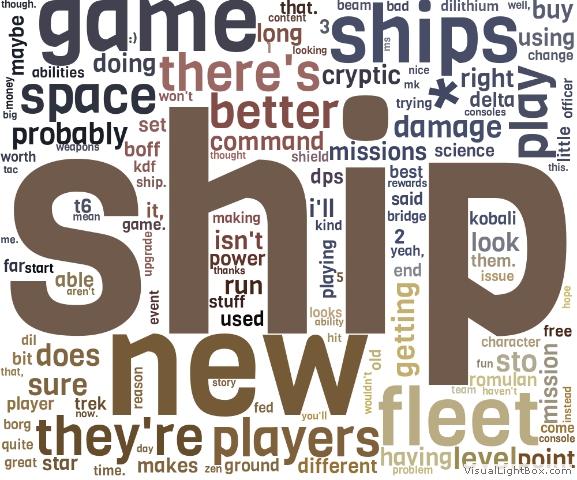 though.
game
that.
content
long
looking
beam
bad
dilithium
well,
buy
maybe
:)
doing
abilities
there's
3
ships
ms
using
change
big
money
space
won't
cryptic
nice
mk
right
play
little
officer
trying
*
delta
consoles
better
probably
set
command
damage
weapons
boff
thought
shield
missions
science
this.
worth
tac
kdf
ship.
dps
best
rewards
t6
mean
it,
game.
making
i'll
kind
said
bridge
kobali
ship
me.
isn't
power
thanks
2
yeah,
look
them.
far
start
upgrade
playing
5
end
issue
able
aren't
run
stuff
used
event
looks
ability
getting
hope
dil
bit
does
new
hit
old
character
free
that,
sure
reason
story
wouldn't
fun
sto
mission
player
trek
now.
fed
you'll
romulan
team
haven't
instead
borg
quite
they're
players
fleet
come
console
great
star
day
time.
makes
zen
ground
different
having
problem
level
point
VisualLightBox.com